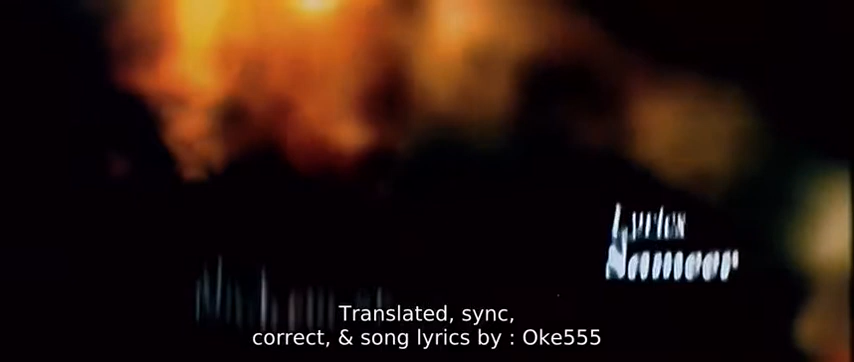 Lyrics
Sameer
Translated, sync,
correct, & song lyrics by : Oke555